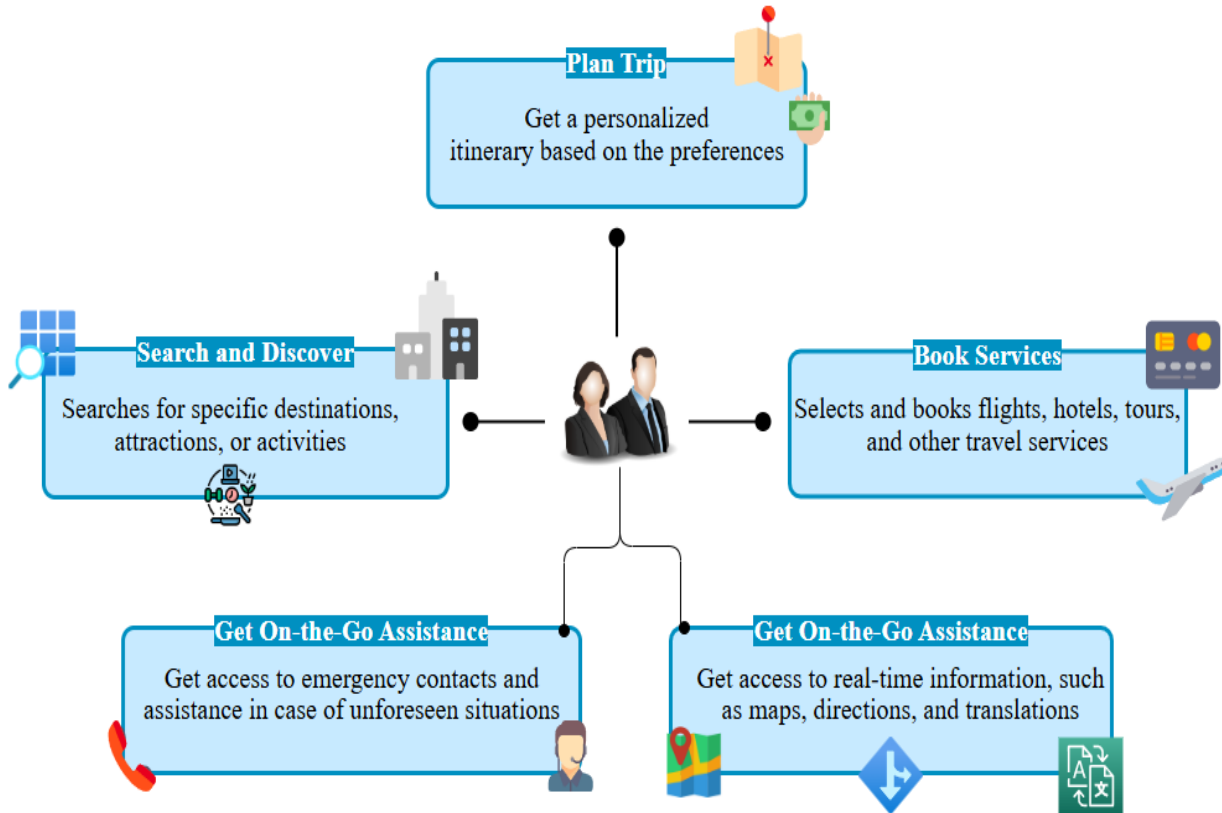 Plan Trip
Get a personalized
itinerary based on the preferences
Search and Discover
Searches for specific destinations,
attractions, or activities
Book Services
Selects and books flights, hotels, tours,
and other travel services
Get On-the-Go Assistance
Get access to emergency contacts and
assistance in case of unforeseen situations
Get On-the-Go Assistance
Get access to real-time information, such
as maps, directions, and translations
A
文